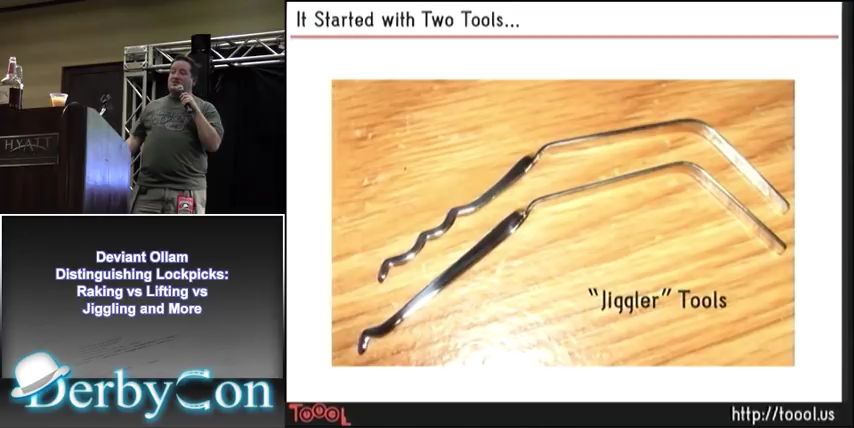 It Started with Two Tools...
HYATT
"Jiggler" Tools
Deviant Ollam
Distinguishing Lockpicks:
Raking vs Lifting vs
Jiggling and More
DerbyCon
TOOOL
http://toool.us